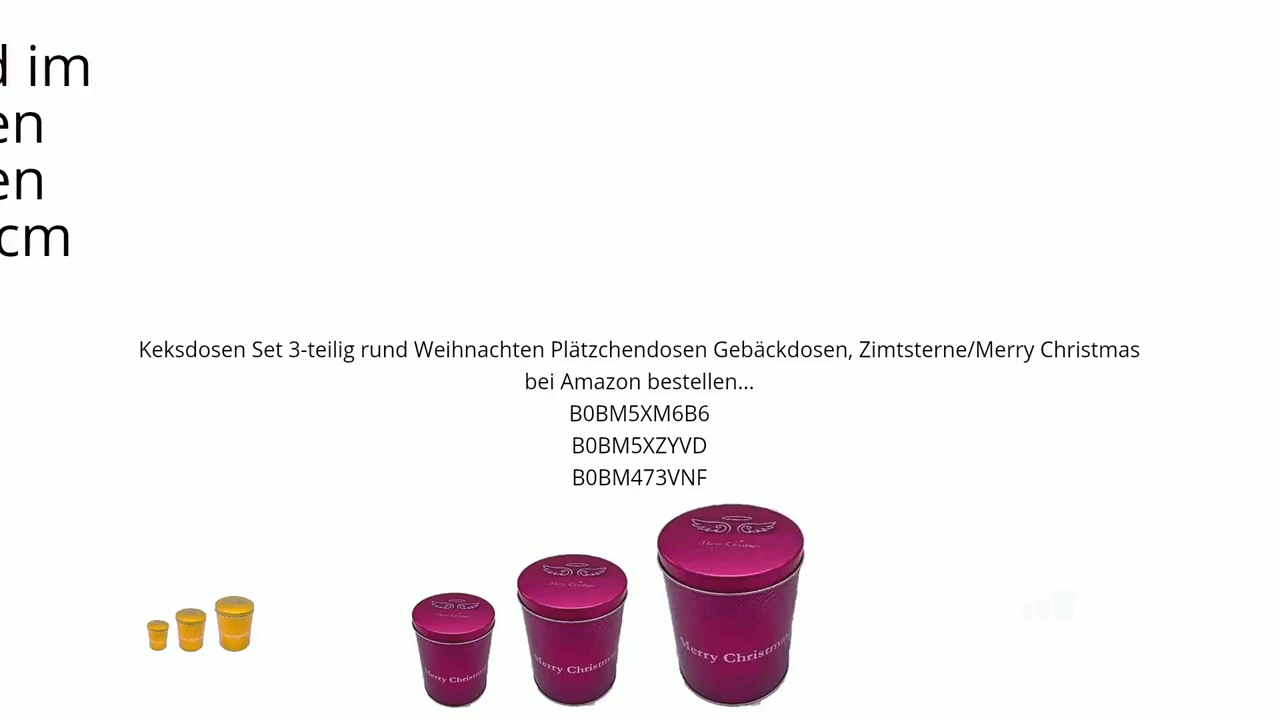 im
en
en
cm
Keksdosen Set 3-teilig rund Weihnachten Plätzchendosen Gebäckdosen, Zimtsterne/Merry Christmas
bei Amazon bestellen...
B0BM5XM6B6
B0BM5XZYVD
B0BM473VNF
Merry Christmas
Merry Christmas
Merry Christmas